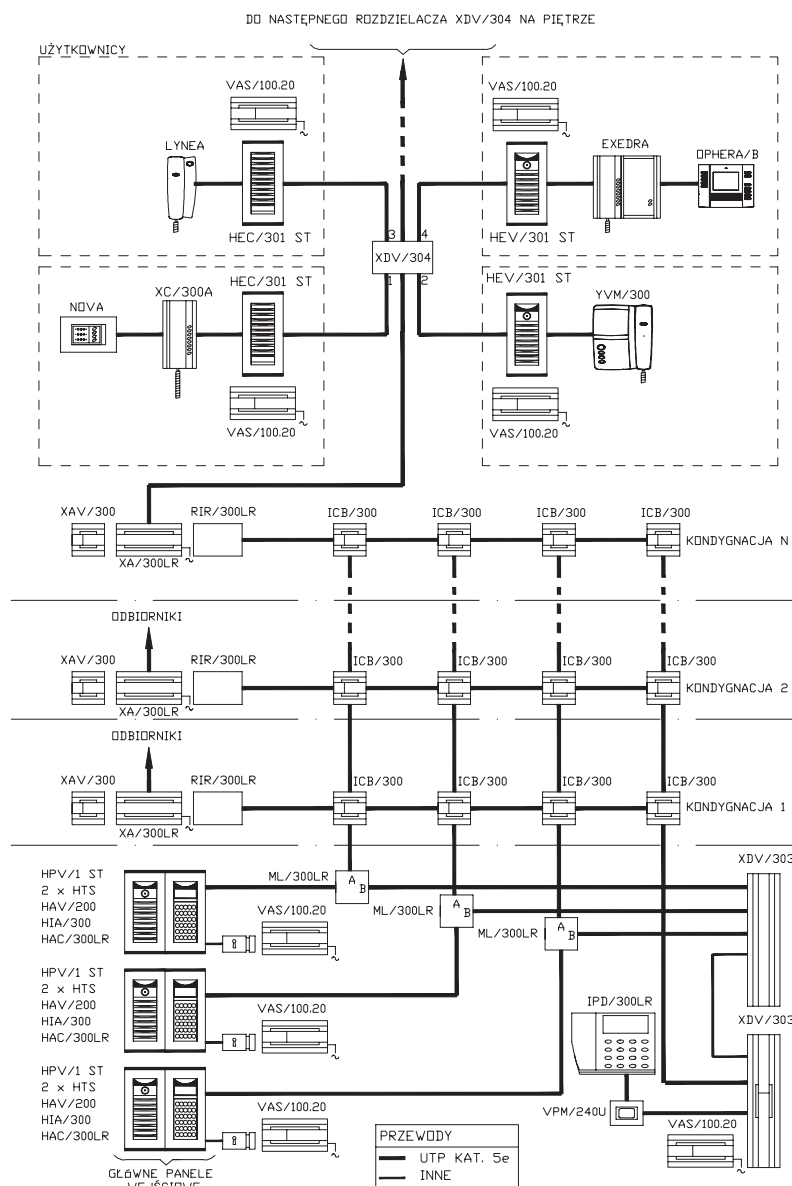 DO NASTĘPNEGO ROZDZIELACZA XDV/304 NA PIĘTRZE
UŻYTKOWNICY
VAS/100.20
LYNEA
HEC/301 ST
VAS/100.20
EXEDRA
OPHERA/B
HEV/301 ST
3 4
XDV/304
1 2
HEC/301 ST
XC/300A
NOVA
VAS/100.20
HEV/301 ST
YVM/300
VAS/100.20
XAV/300
XA/300LR
RIR/300LR
ICB/300
ICB/300
ICB/300
ICB/300
KONDYGNACJA N
ODBIORNIKI
XAV/300
XA/300LR
RIR/300LR
ICB/300
ICB/300
ICB/300
ICB/300
KONDYGNACJA 2
ODBIORNIKI
XAV/300
XA/300LR
RIR/300LR
ICB/300
ICB/300
ICB/300
ICB/300
KONDYGNACJA 1
XDV/303
HPV/1 ST
2 x HTS
HAV/200
HIA/300
HAC/300LR
ML/300LR
A
B
VAS/100.20
ML/300LR
A
B
ML/300LR
A
B
HPV/1 ST
2 x HTS
HAV/200
HIA/300
HAC/300LR
VAS/100.20
IPD/300LR
XDV/303
HPV/1 ST
2 x HTS
HAV/200
HIA/300
HAC/300LR
VAS/100.20
VPM/240U
VAS/100.20
PRZEWODY
UTP KAT. 5e
INNE
GŁÓWNE PANELE
WEJŚCIOWE